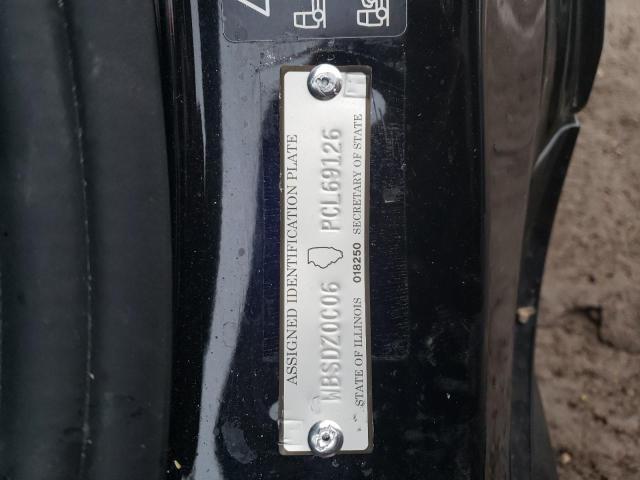 ASSIGNED IDENTIFICATION PLATE
WBSDZ0C06 PCL69126
STATE OF ILLINOIS 018250 SECRETARY OF STATE